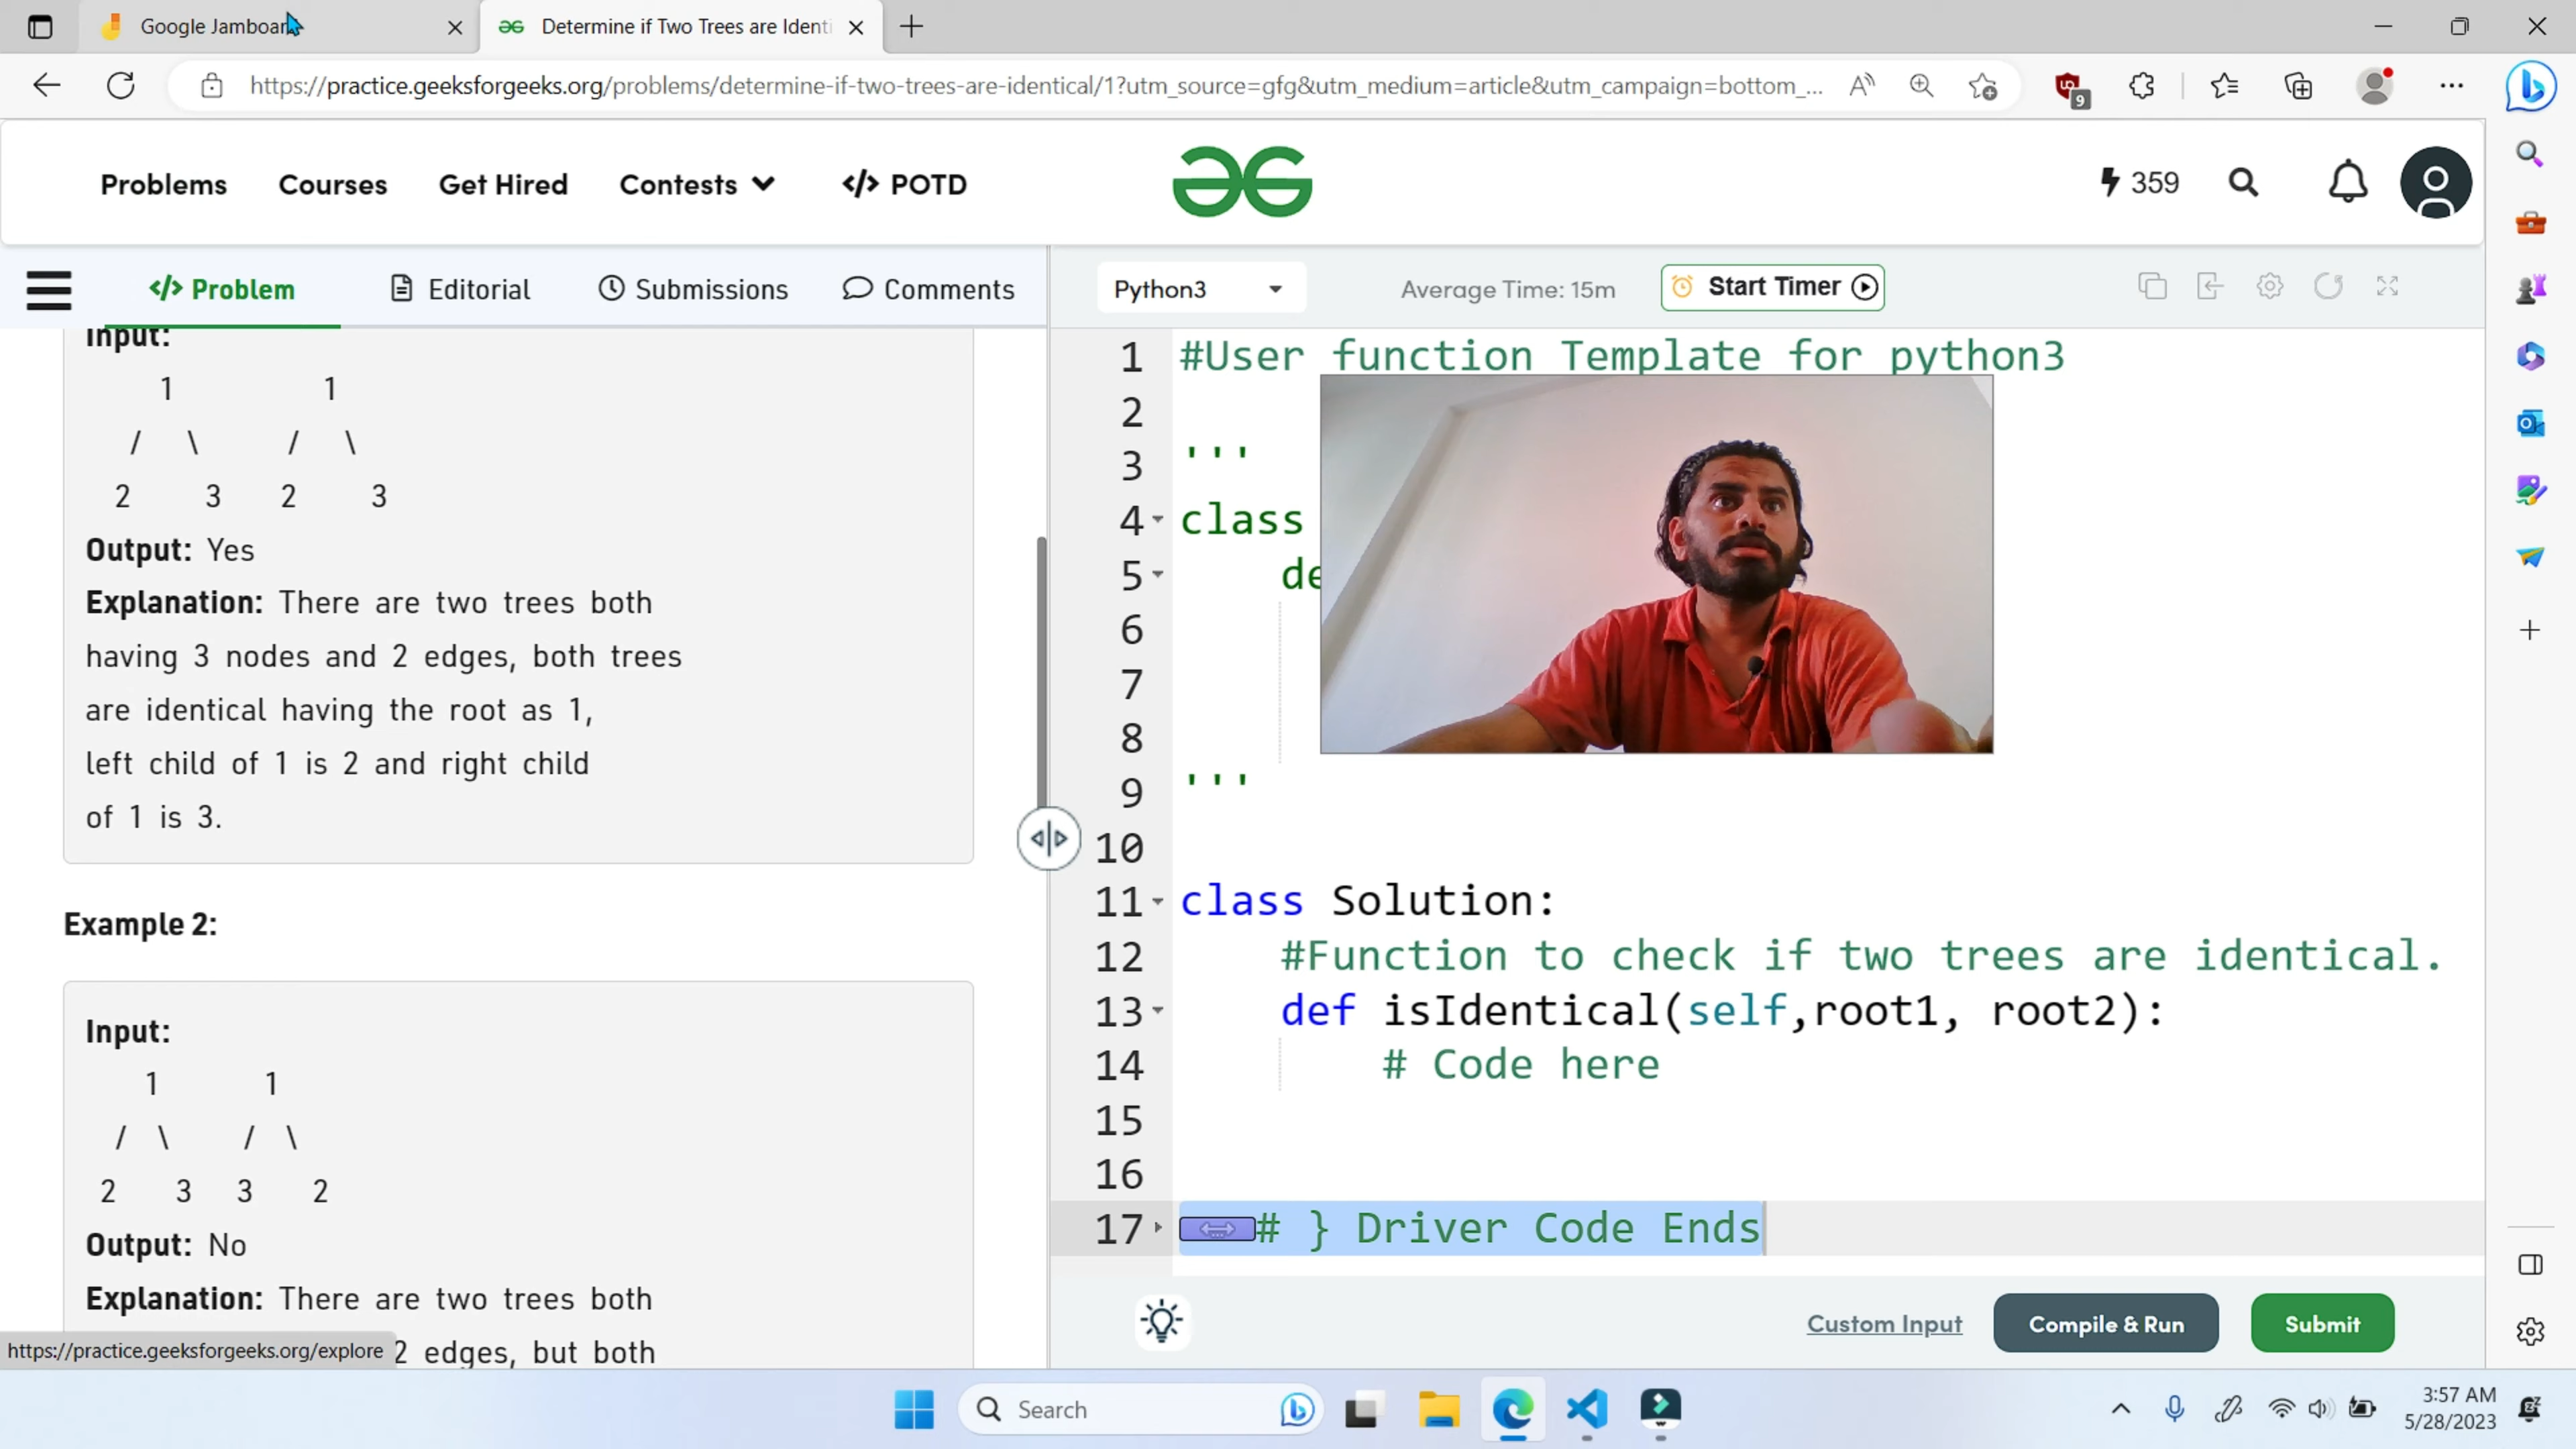 Google Jamboard
Determine if Two Trees are Identi
https://practice.geeksforgeeks.org/problems/determine-if-two-trees-are-identical/1?utm_source=gfg&utm_medium=article&utm_campaign=bottom_...
9
Problems Courses Get Hired Contests </> POTD
359
</> Problem Editorial Submissions Comments
Python3 Average Time: 15m Start Timer
Input:
1 1
/ \ / \
2 3 2 3
Output: Yes
Explanation: There are two trees both
having 3 nodes and 2 edges, both trees
are identical having the root as 1,
left child of 1 is 2 and right child
of 1 is 3.
Example 2:
Input:
1 1
/ \ / \
2 3 3 2
Output: No
Explanation: There are two trees both
2 edges, but both
https://practice.geeksforgeeks.org/explore
1 #User function Template for python3
2
3 '''
4 class
5 de
6
7
8
9 '''
10
11 class Solution:
12 #Function to check if two trees are identical.
13 def isIdentical(self,root1, root2):
14 # Code here
15
16
17 # } Driver Code Ends
Custom Input Compile & Run Submit
Search
3:57 AM
5/28/2023